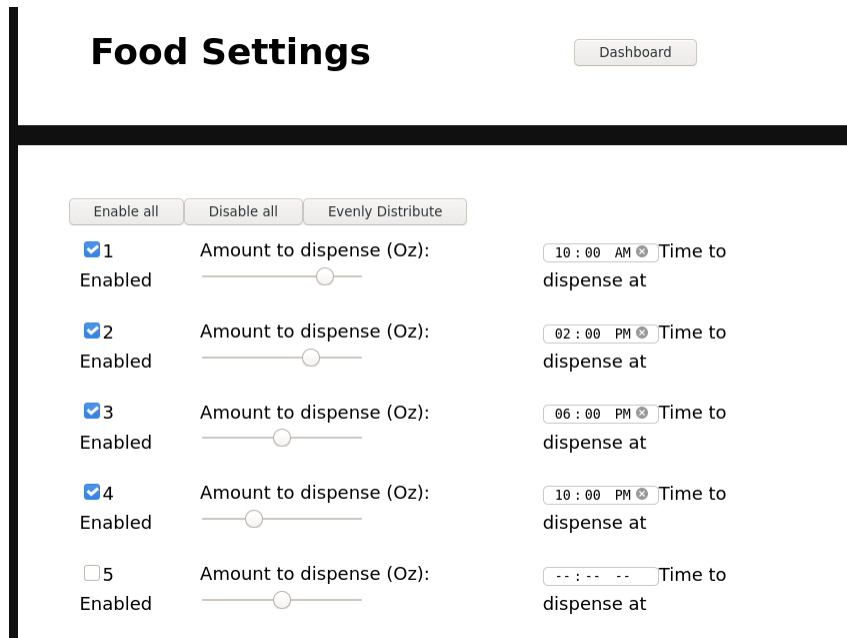 Food Settings Dashboard
Enable all Disable all Evenly Distribute
1 Amount to dispense (Oz): 10:00 AM Time to
Enabled dispense at
2 Amount to dispense (Oz): 02:00 PM Time to
Enabled dispense at
3 Amount to dispense (Oz): 06:00 PM Time to
Enabled dispense at
4 Amount to dispense (Oz): 10:00 PM Time to
Enabled dispense at
5 Amount to dispense (Oz): --:-- -- Time to
Enabled dispense at